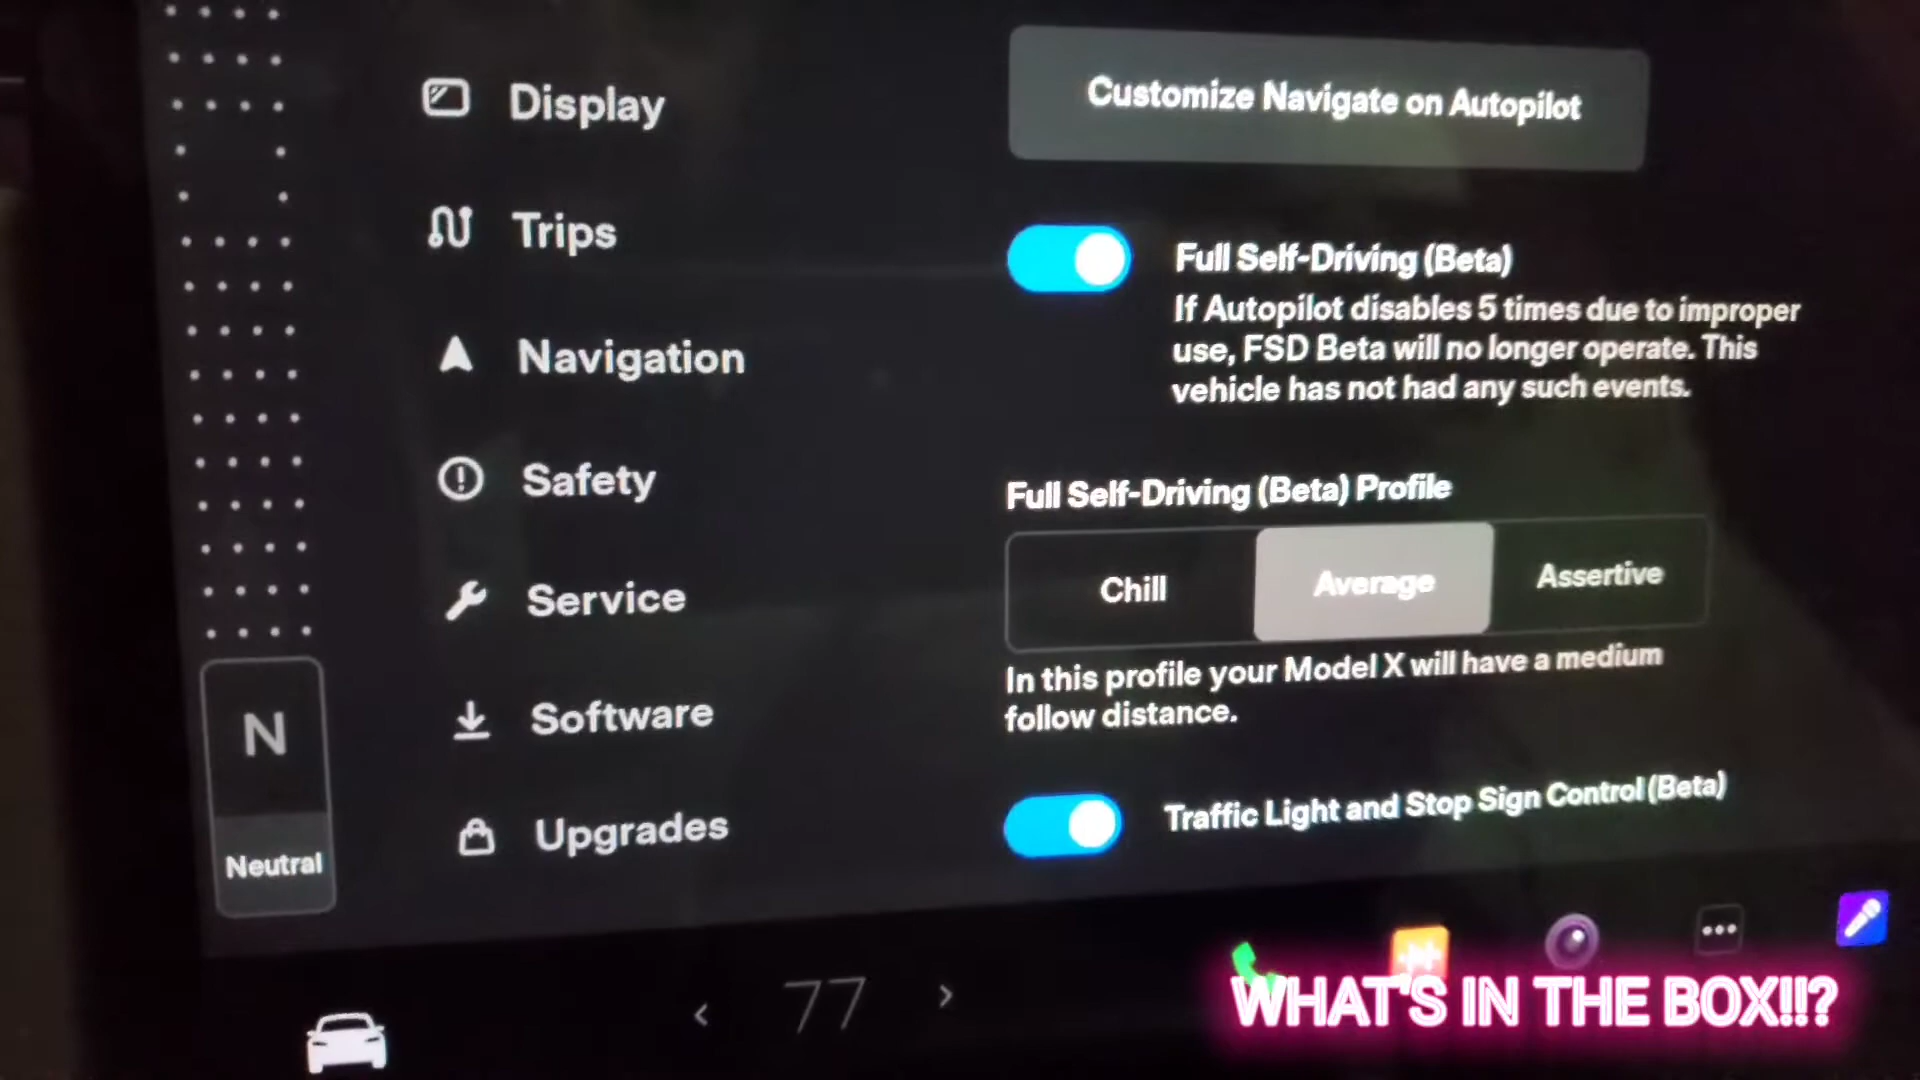 Display
Trips
Navigation
Safety
Service
Software
Upgrades
N
Neutral
Customize Navigate on Autopilot
Full Self-Driving (Beta)
If Autopilot disables 5 times due to improper
use, FSD Beta will no longer operate. This
vehicle has not had any such events.
Full Self-Driving (Beta) Profile
Chill
Average
Assertive
In this profile your Model X will have a medium
follow distance.
Traffic Light and Stop Sign Control (Beta)
77
WHAT'S IN THE BOX!!!?